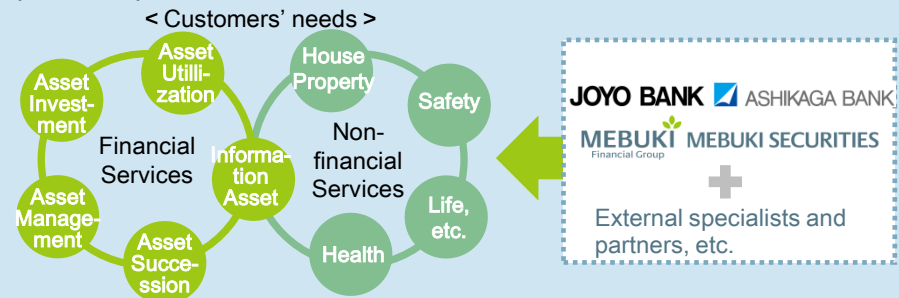 < Customers' needs >
Asset
Utilli-
zation
House
Property
Asset
Invest-
ment
Safety
Financial
Services
Informa-
tion
Asset
Non-
financial
Services
Asset
Manage-
ment
Life,
etc.
Asset
Succe-
ssion
Health
JOYO BANK ASHIKAGA BANK
MEBUKI MEBUKI SECURITIES
Financial Group
External specialists and
partners, etc.